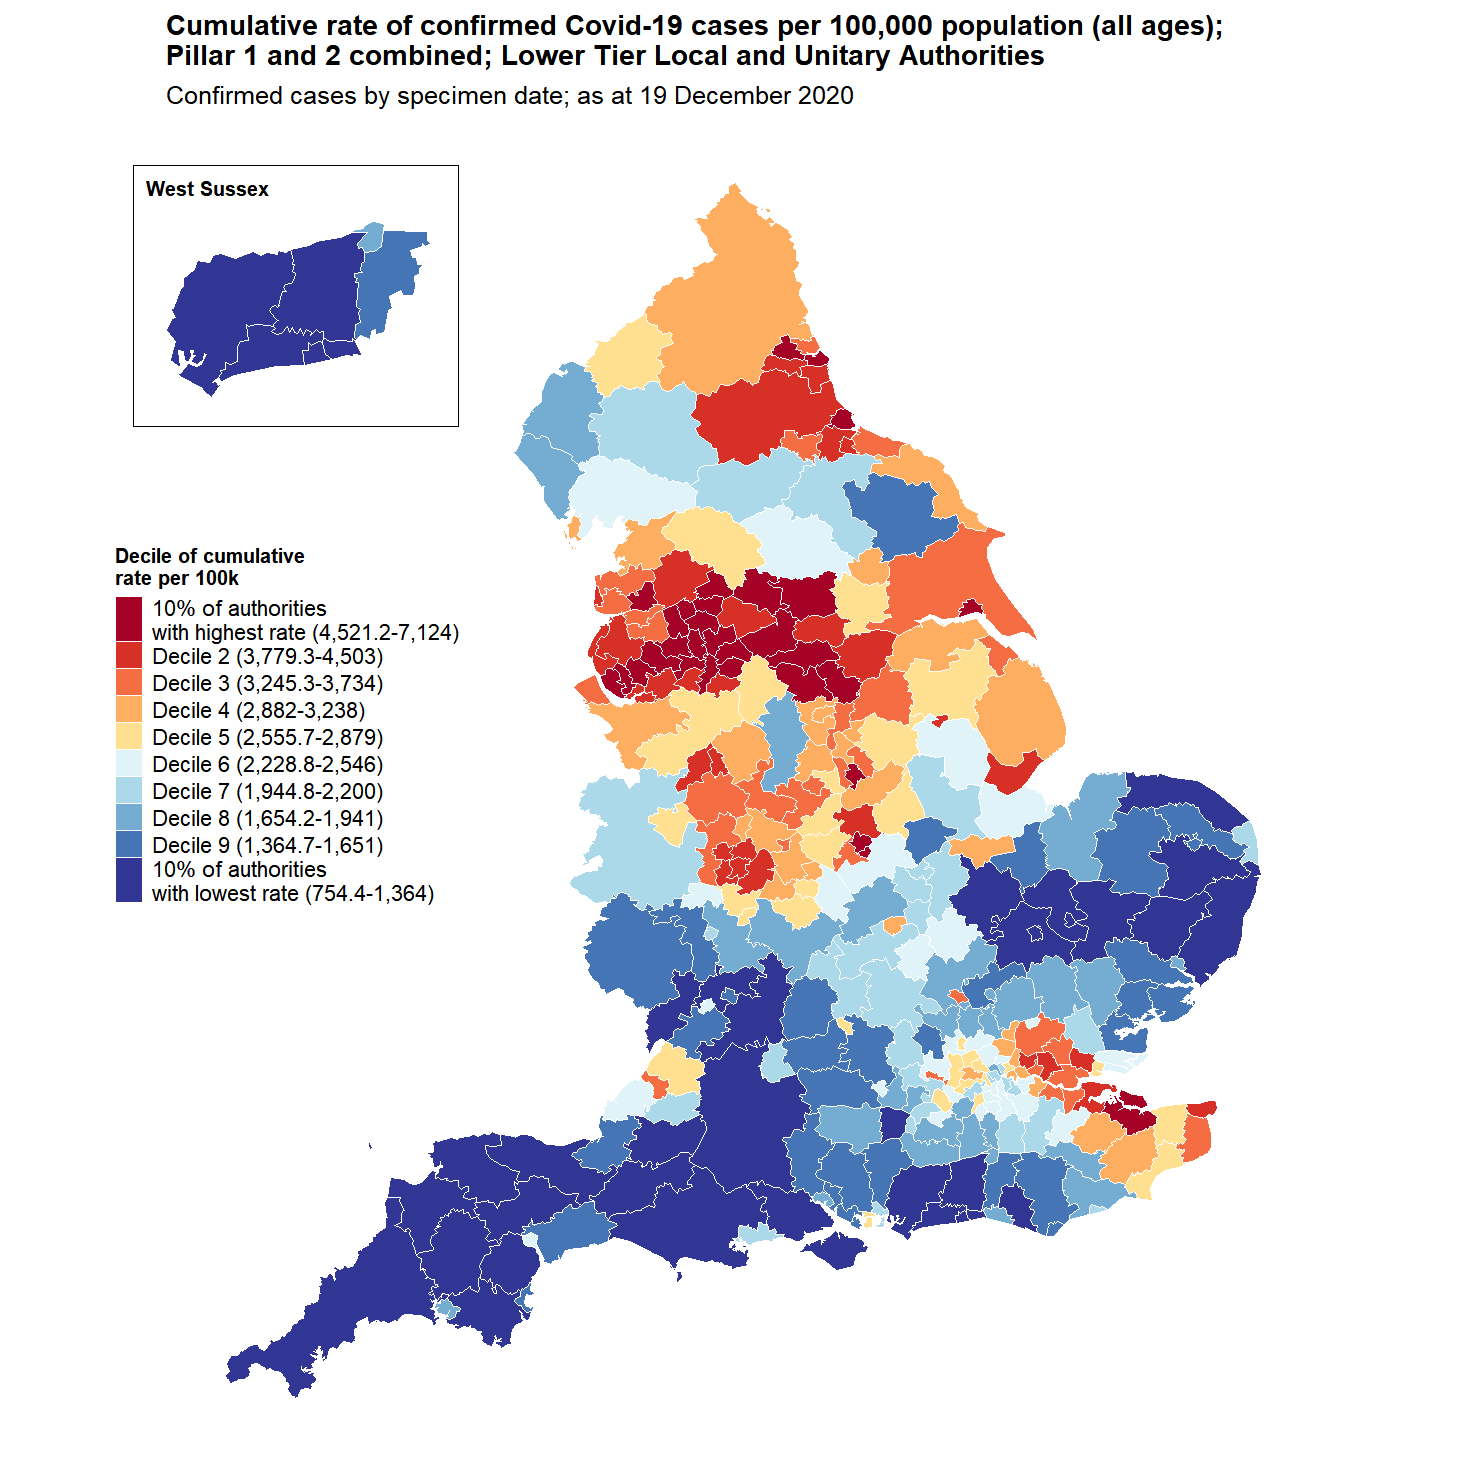 Cumulative rate of confirmed Covid-19 cases per 100,000 population (all ages);
Pillar 1 and 2 combined; Lower Tier Local and Unitary Authorities
Confirmed cases by specimen date; as at 19 December 2020
West Sussex
Decile of cumulative
rate per 100k
10% of authorities
with highest rate (4,521.2-7,124)
Decile 2 (3,779.3-4,503)
Decile 3 (3,245.3-3,734)
Decile 4 (2,882-3,238)
Decile 5 (2,555.7-2,879)
Decile 6 (2,228.8-2,546)
Decile 7 (1,944.8-2,200)
Decile 8 (1,654.2-1,941)
Decile 9 (1,364.7-1,651)
10% of authorities
with lowest rate (754.4-1,364)